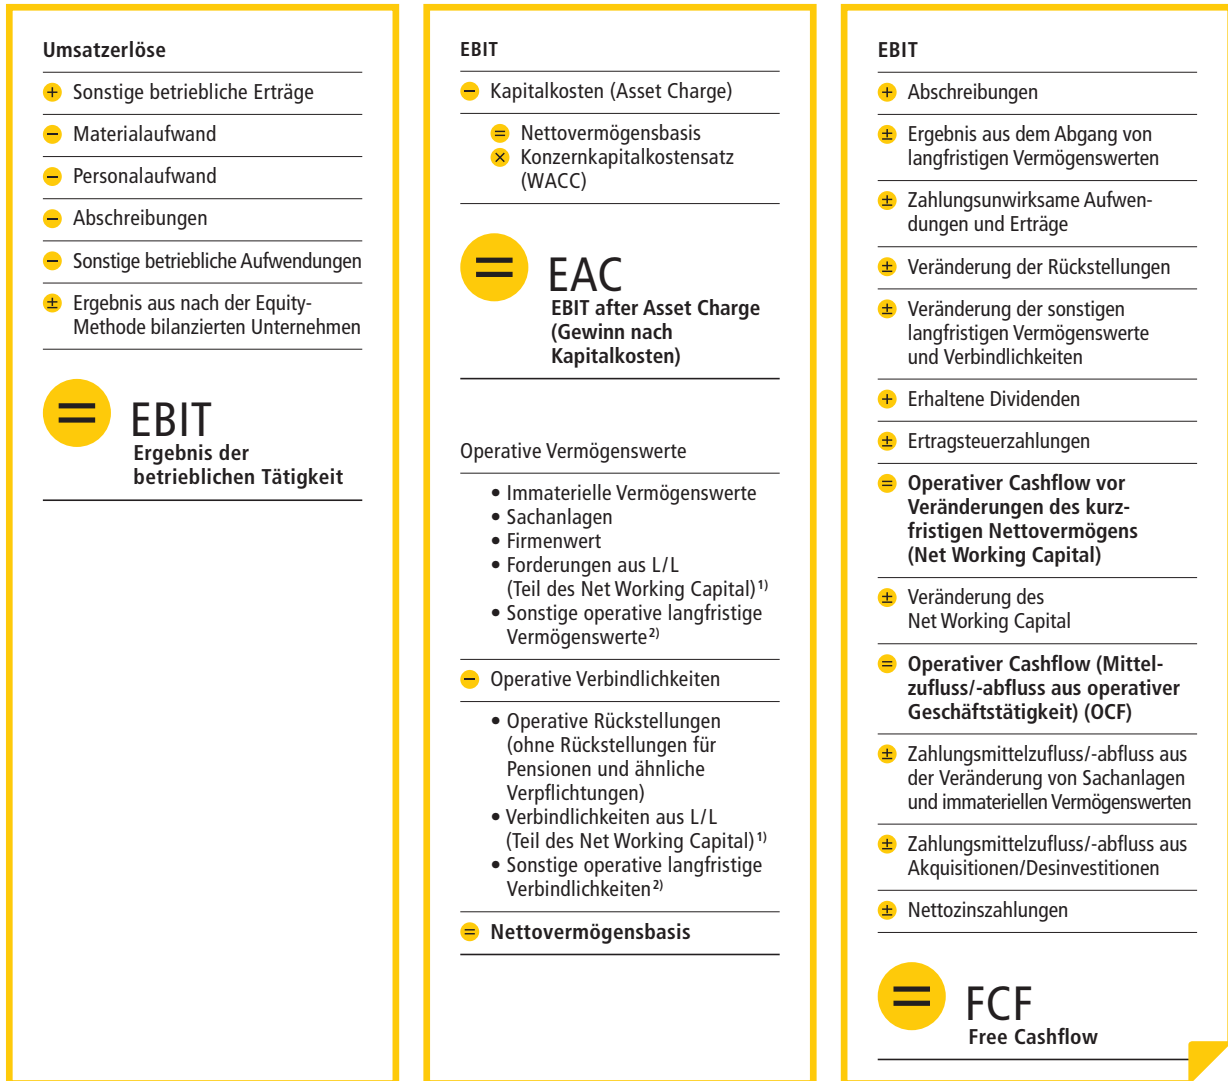 Umsatzerlöse
+ Sonstige betriebliche Erträge
− Materialaufwand
− Personalaufwand
− Abschreibungen
− Sonstige betriebliche Aufwendungen
± Ergebnis aus nach der Equity-
Methode bilanzierten Unternehmen
= EBIT
Ergebnis der
betrieblichen Tätigkeit
EBIT
− Kapitalkosten (Asset Charge)
= Nettovermögensbasis
× Konzernkapitalkostensatz
(WACC)
= EAC
EBIT after Asset Charge
(Gewinn nach
Kapitalkosten)
Operative Vermögenswerte
• Immaterielle Vermögenswerte
• Sachanlagen
• Firmenwert
• Forderungen aus L/L
(Teil des Net Working Capital)1)
• Sonstige operative langfristige
Vermögenswerte2)
− Operative Verbindlichkeiten
• Operative Rückstellungen
(ohne Rückstellungen für
Pensionen und ähnliche
Verpflichtungen)
• Verbindlichkeiten aus L/L
(Teil des Net Working Capital)1)
• Sonstige operative langfristige
Verbindlichkeiten2)
= Nettovermögensbasis
EBIT
+ Abschreibungen
± Ergebnis aus dem Abgang von
langfristigen Vermögenswerten
± Zahlungsunwirksame Aufwen-
dungen und Erträge
± Veränderung der Rückstellungen
± Veränderung der sonstigen
langfristigen Vermögenswerte
und Verbindlichkeiten
+ Erhaltene Dividenden
± Ertragsteuerzahlungen
= Operativer Cashflow vor
Veränderungen des kurz-
fristigen Nettovermögens
(Net Working Capital)
± Veränderung des
Net Working Capital
= Operativer Cashflow (Mittel-
zufluss/-abfluss aus operativer
Geschäftstätigkeit) (OCF)
± Zahlungsmittelzufluss/-abfluss aus
der Veränderung von Sachanlagen
und immateriellen Vermögenswerten
± Zahlungsmittelzufluss/-abfluss aus
Akquisitionen/Desinvestitionen
± Nettozinszahlungen
= FCF
Free Cashflow